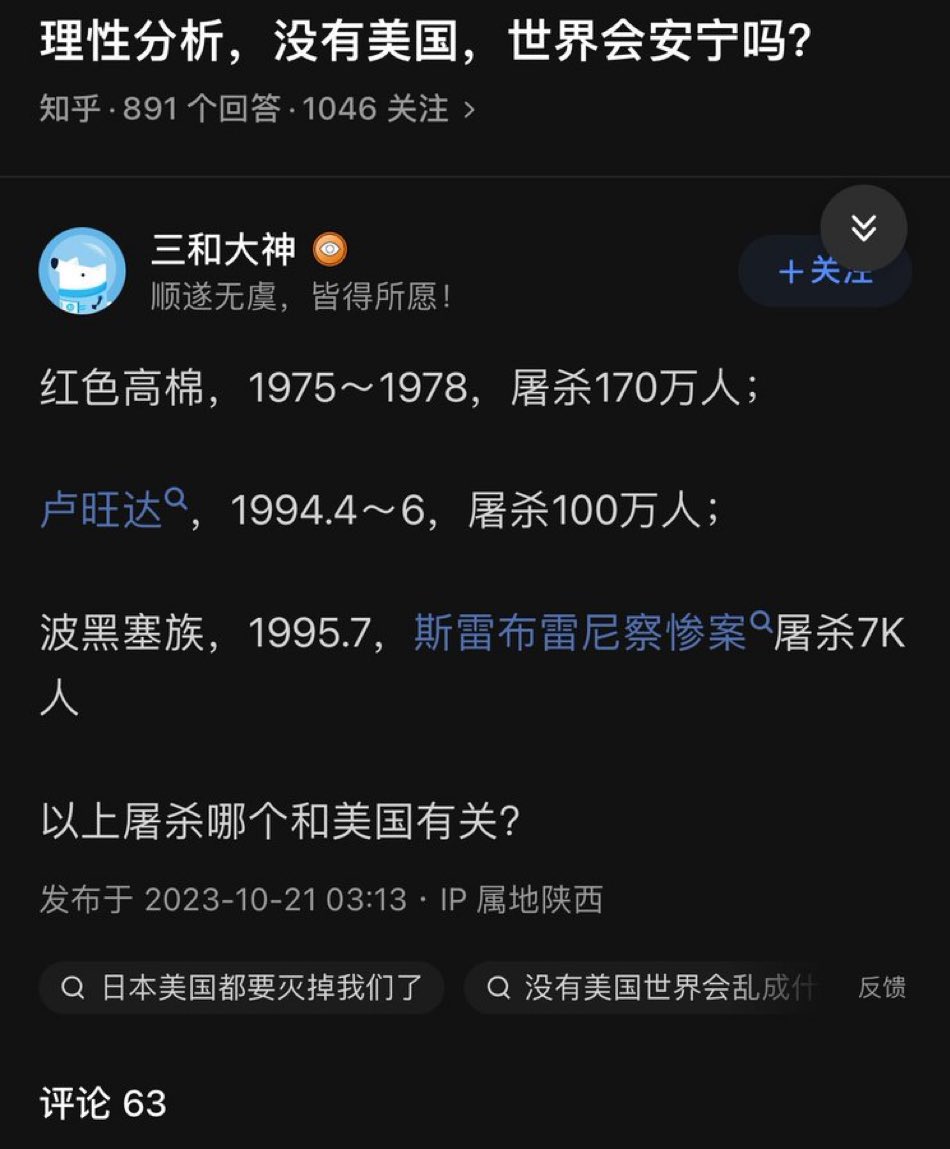 理性分析，没有美国，世界会安宁吗？
知乎·891 个回答·1046 关注 >
三和大神
顺遂无虞，皆得所愿！
+关注
红色高棉，1975～1978，屠杀170万人；
卢旺达，1994.4～6，屠杀100万人；
波黑塞族，1995.7，斯雷布雷尼察惨案屠杀7K
人
以上屠杀哪个和美国有关？
发布于 2023-10-21 03:13 · IP 属地陕西
日本美国都要灭掉我们了
没有美国世界会乱成什
反馈
评论 63